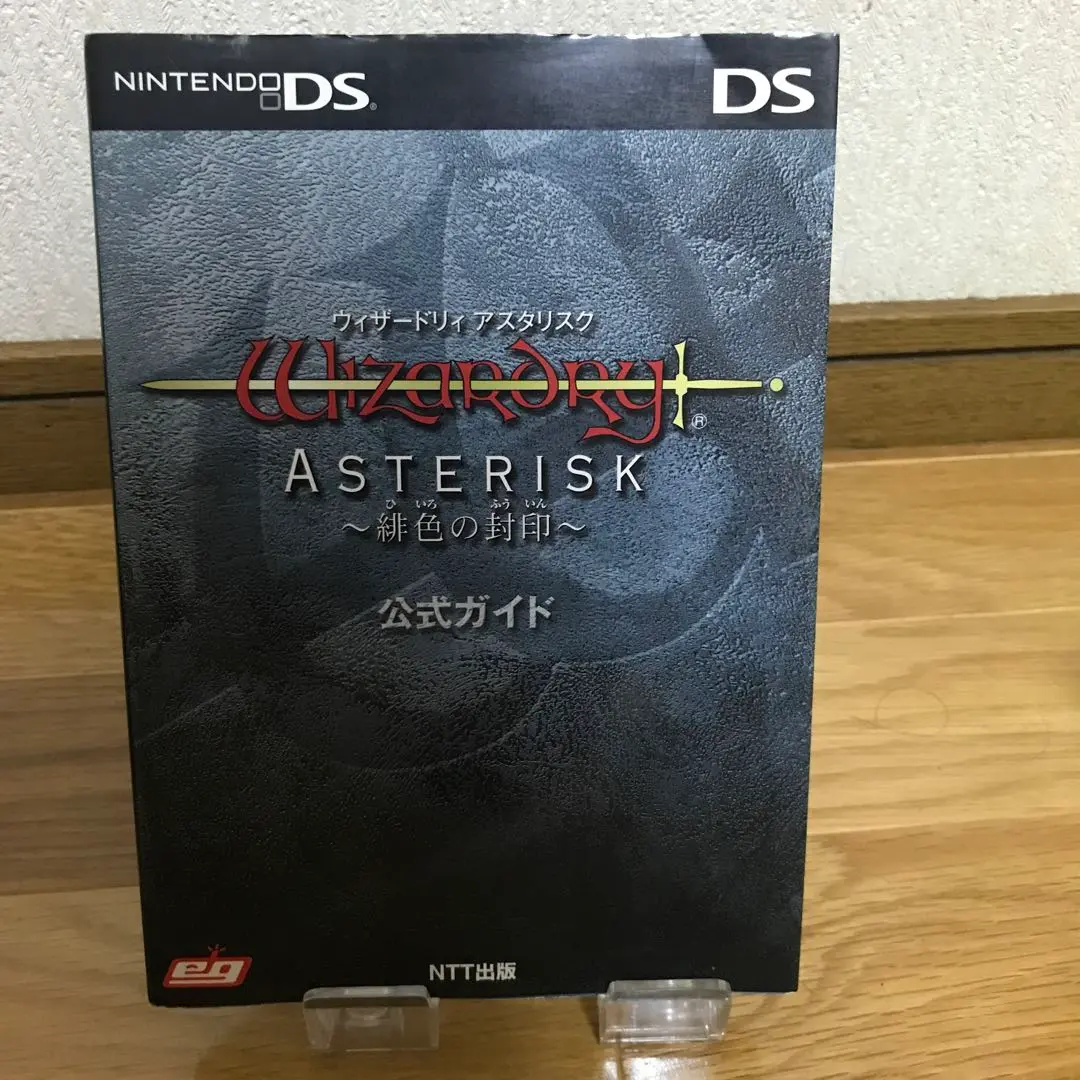 NINTENDO DS®
DS
ウィザードリィ アスタリスク
Wizardry®
ASTERISK
ひいろ ふういん
～緋色の封印～
公式ガイド
eg
NTT出版